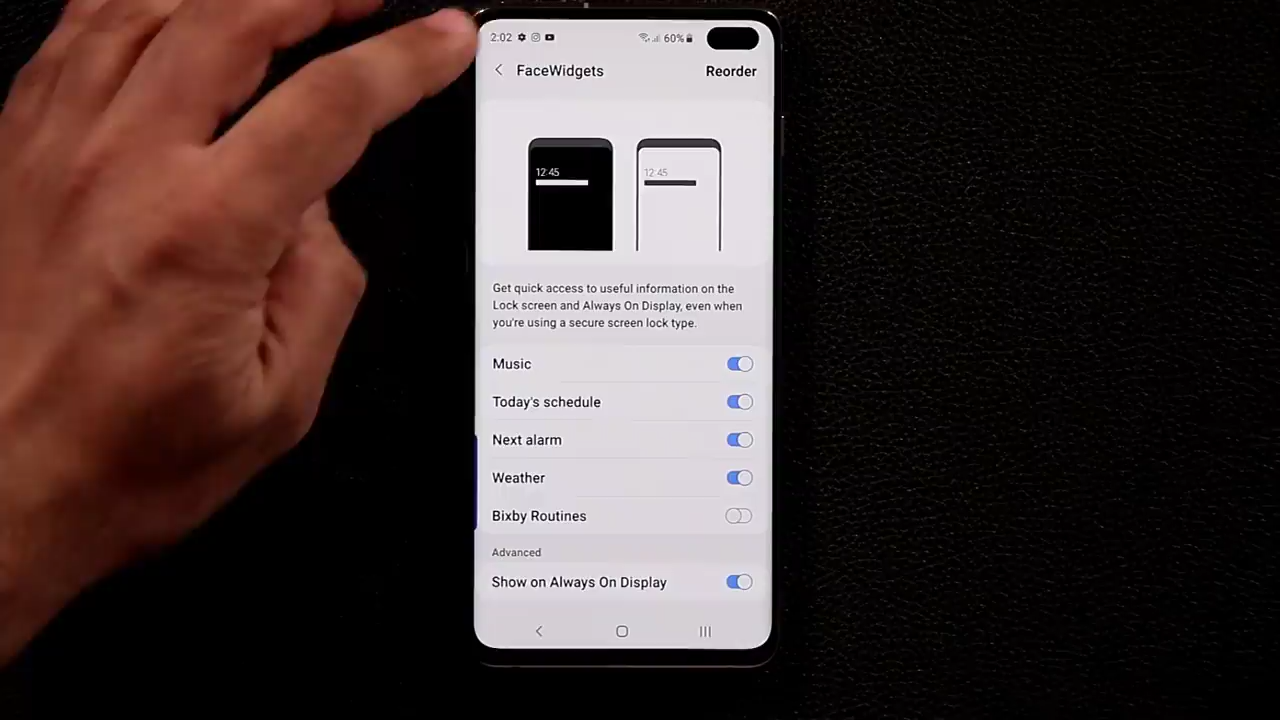 2:02 60%
FaceWidgets Reorder
12:45 12:45
Get quick access to useful information on the
Lock screen and Always On Display, even when
you're using a secure screen lock type.
Music
Today's schedule
Next alarm
Weather
Bixby Routines
Advanced
Show on Always On Display